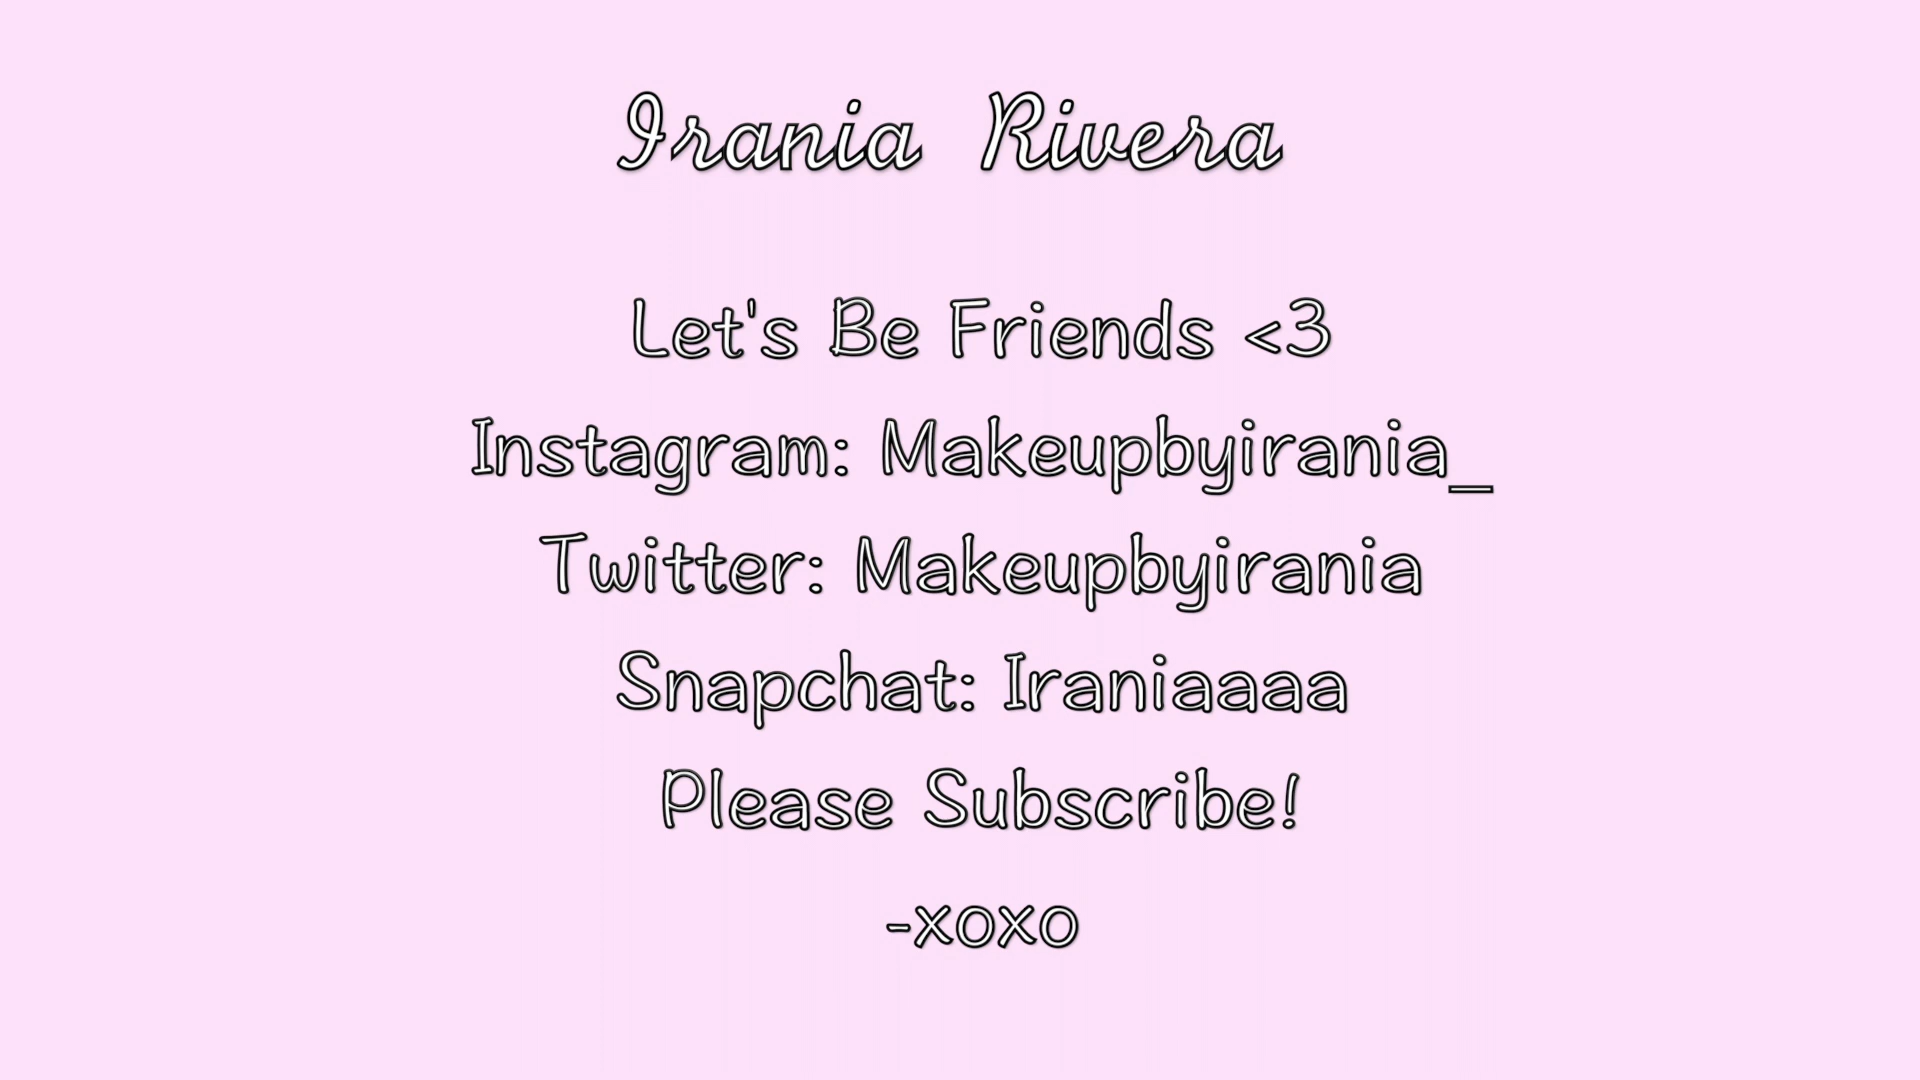 Irania Rivera
Let's Be Friends <3
Instagram: Makeupbyirania_
Twitter: Makeupbyirania
Snapchat: Iraniaaaa
Please Subscribe!
-xoxo